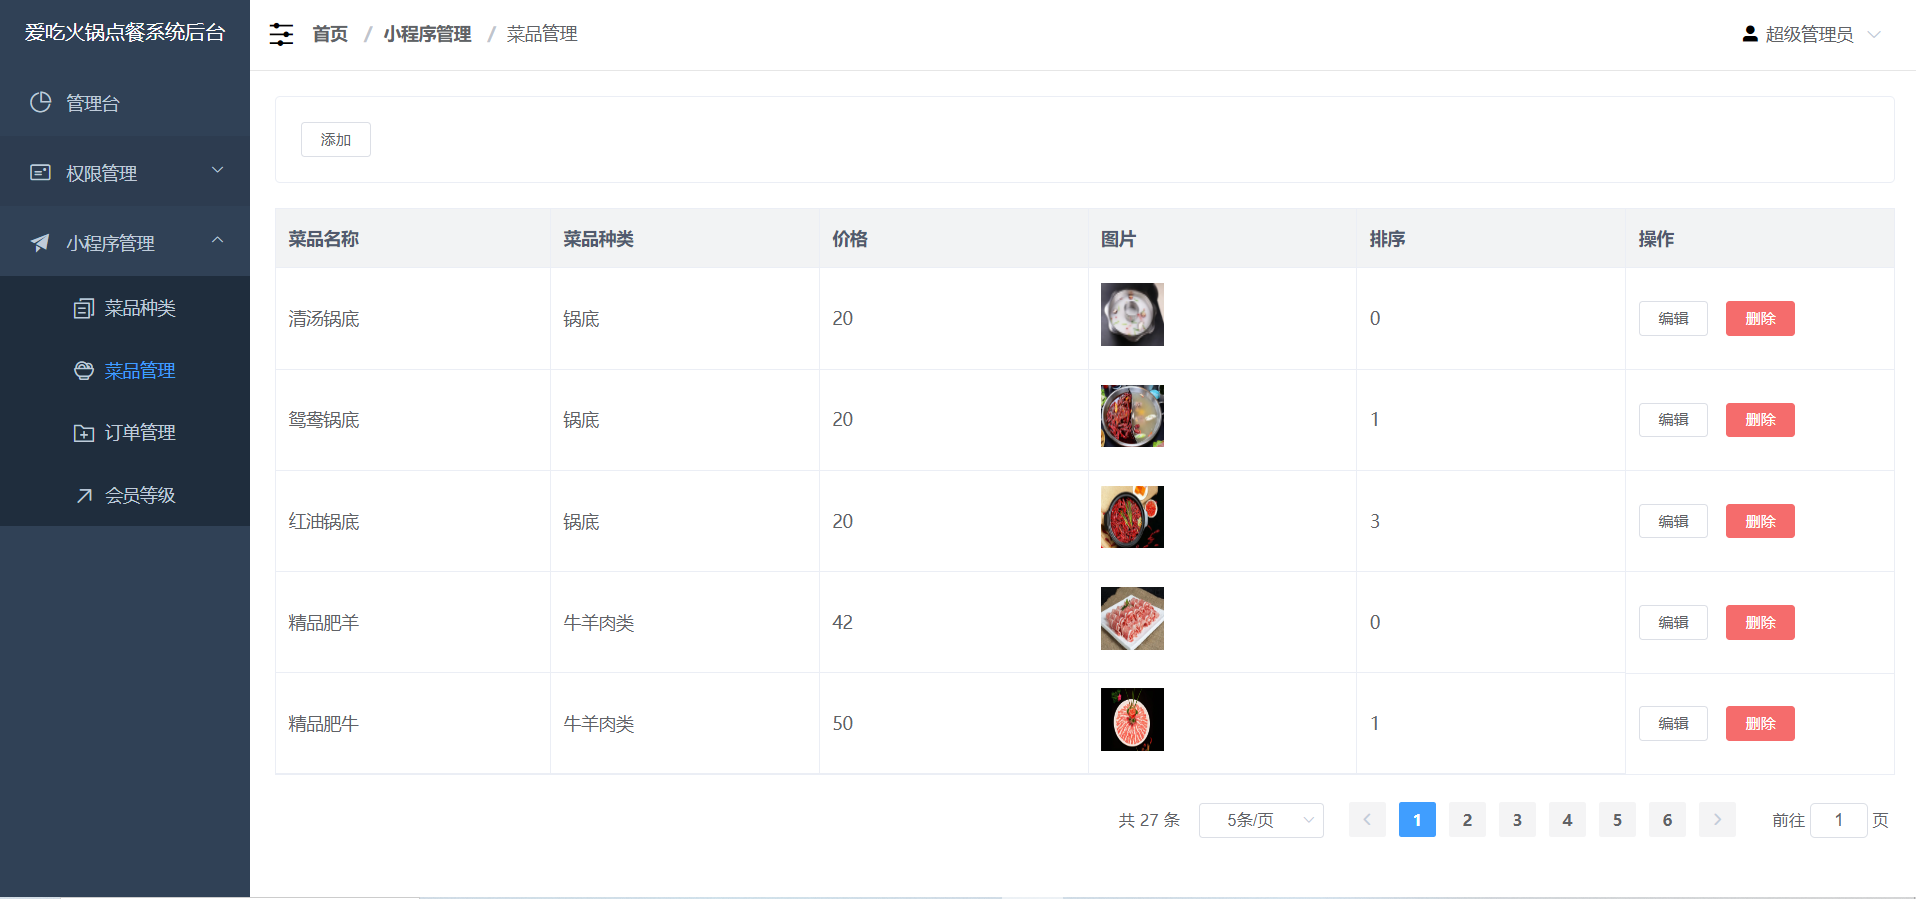 爱吃火锅点餐系统后台
首页 / 小程序管理 / 菜品管理
超级管理员
管理台
权限管理
小程序管理
菜品种类
菜品管理
订单管理
会员等级
添加
菜品名称 菜品种类 价格 图片 排序 操作
清汤锅底 锅底 20 0 编辑 删除
鸳鸯锅底 锅底 20 1 编辑 删除
红油锅底 锅底 20 3 编辑 删除
精品肥羊 牛羊肉类 42 0 编辑 删除
精品肥牛 牛羊肉类 50 1 编辑 删除
共 27 条 5条/页 1 2 3 4 5 6 前往 1 页